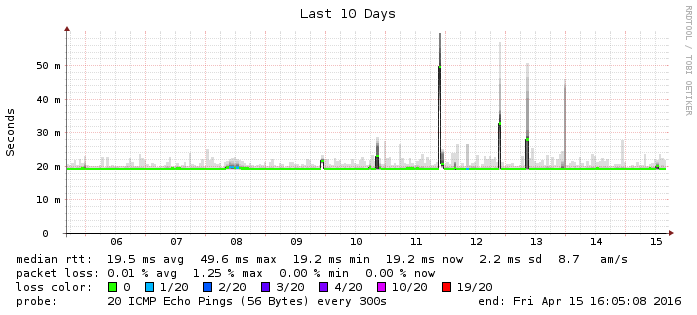 Last 10 Days
RRDTOOL / TOBI OETIKER
Seconds
50 m
40 m
30 m
20 m
10 m
0
06 07 08 09 10 11 12 13 14 15
median rtt: 19.5 ms avg 49.6 ms max 19.2 ms min 19.2 ms now 2.2 ms sd 8.7 am/s
packet loss: 0.01 % avg 1.25 % max 0.00 % min 0.00 % now
loss color: 0 1/20 2/20 3/20 4/20 10/20 19/20
probe: 20 ICMP Echo Pings (56 Bytes) every 300s end: Fri Apr 15 16:05:08 2016